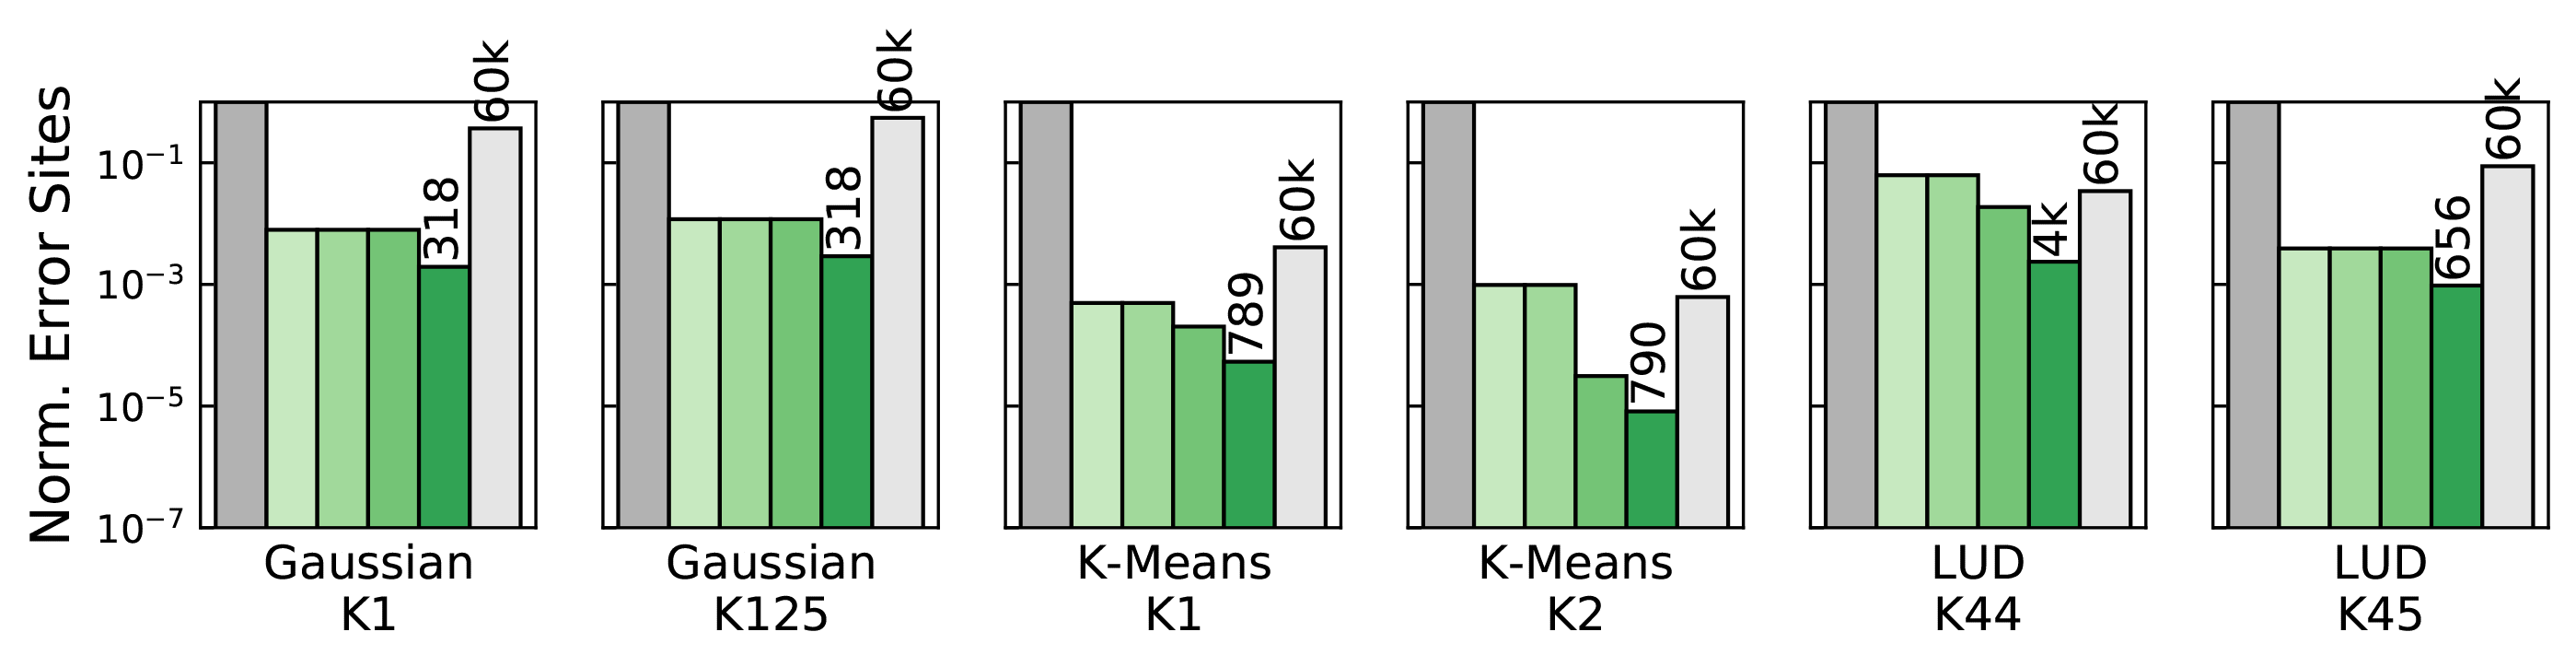 Norm. Error Sites
10⁻¹
10⁻³
10⁻⁵
10⁻⁷
318
60k
Gaussian
K1
318
60k
Gaussian
K125
789
60k
K-Means
K1
790
60k
K-Means
K2
4k
60k
LUD
K44
656
60k
LUD
K45